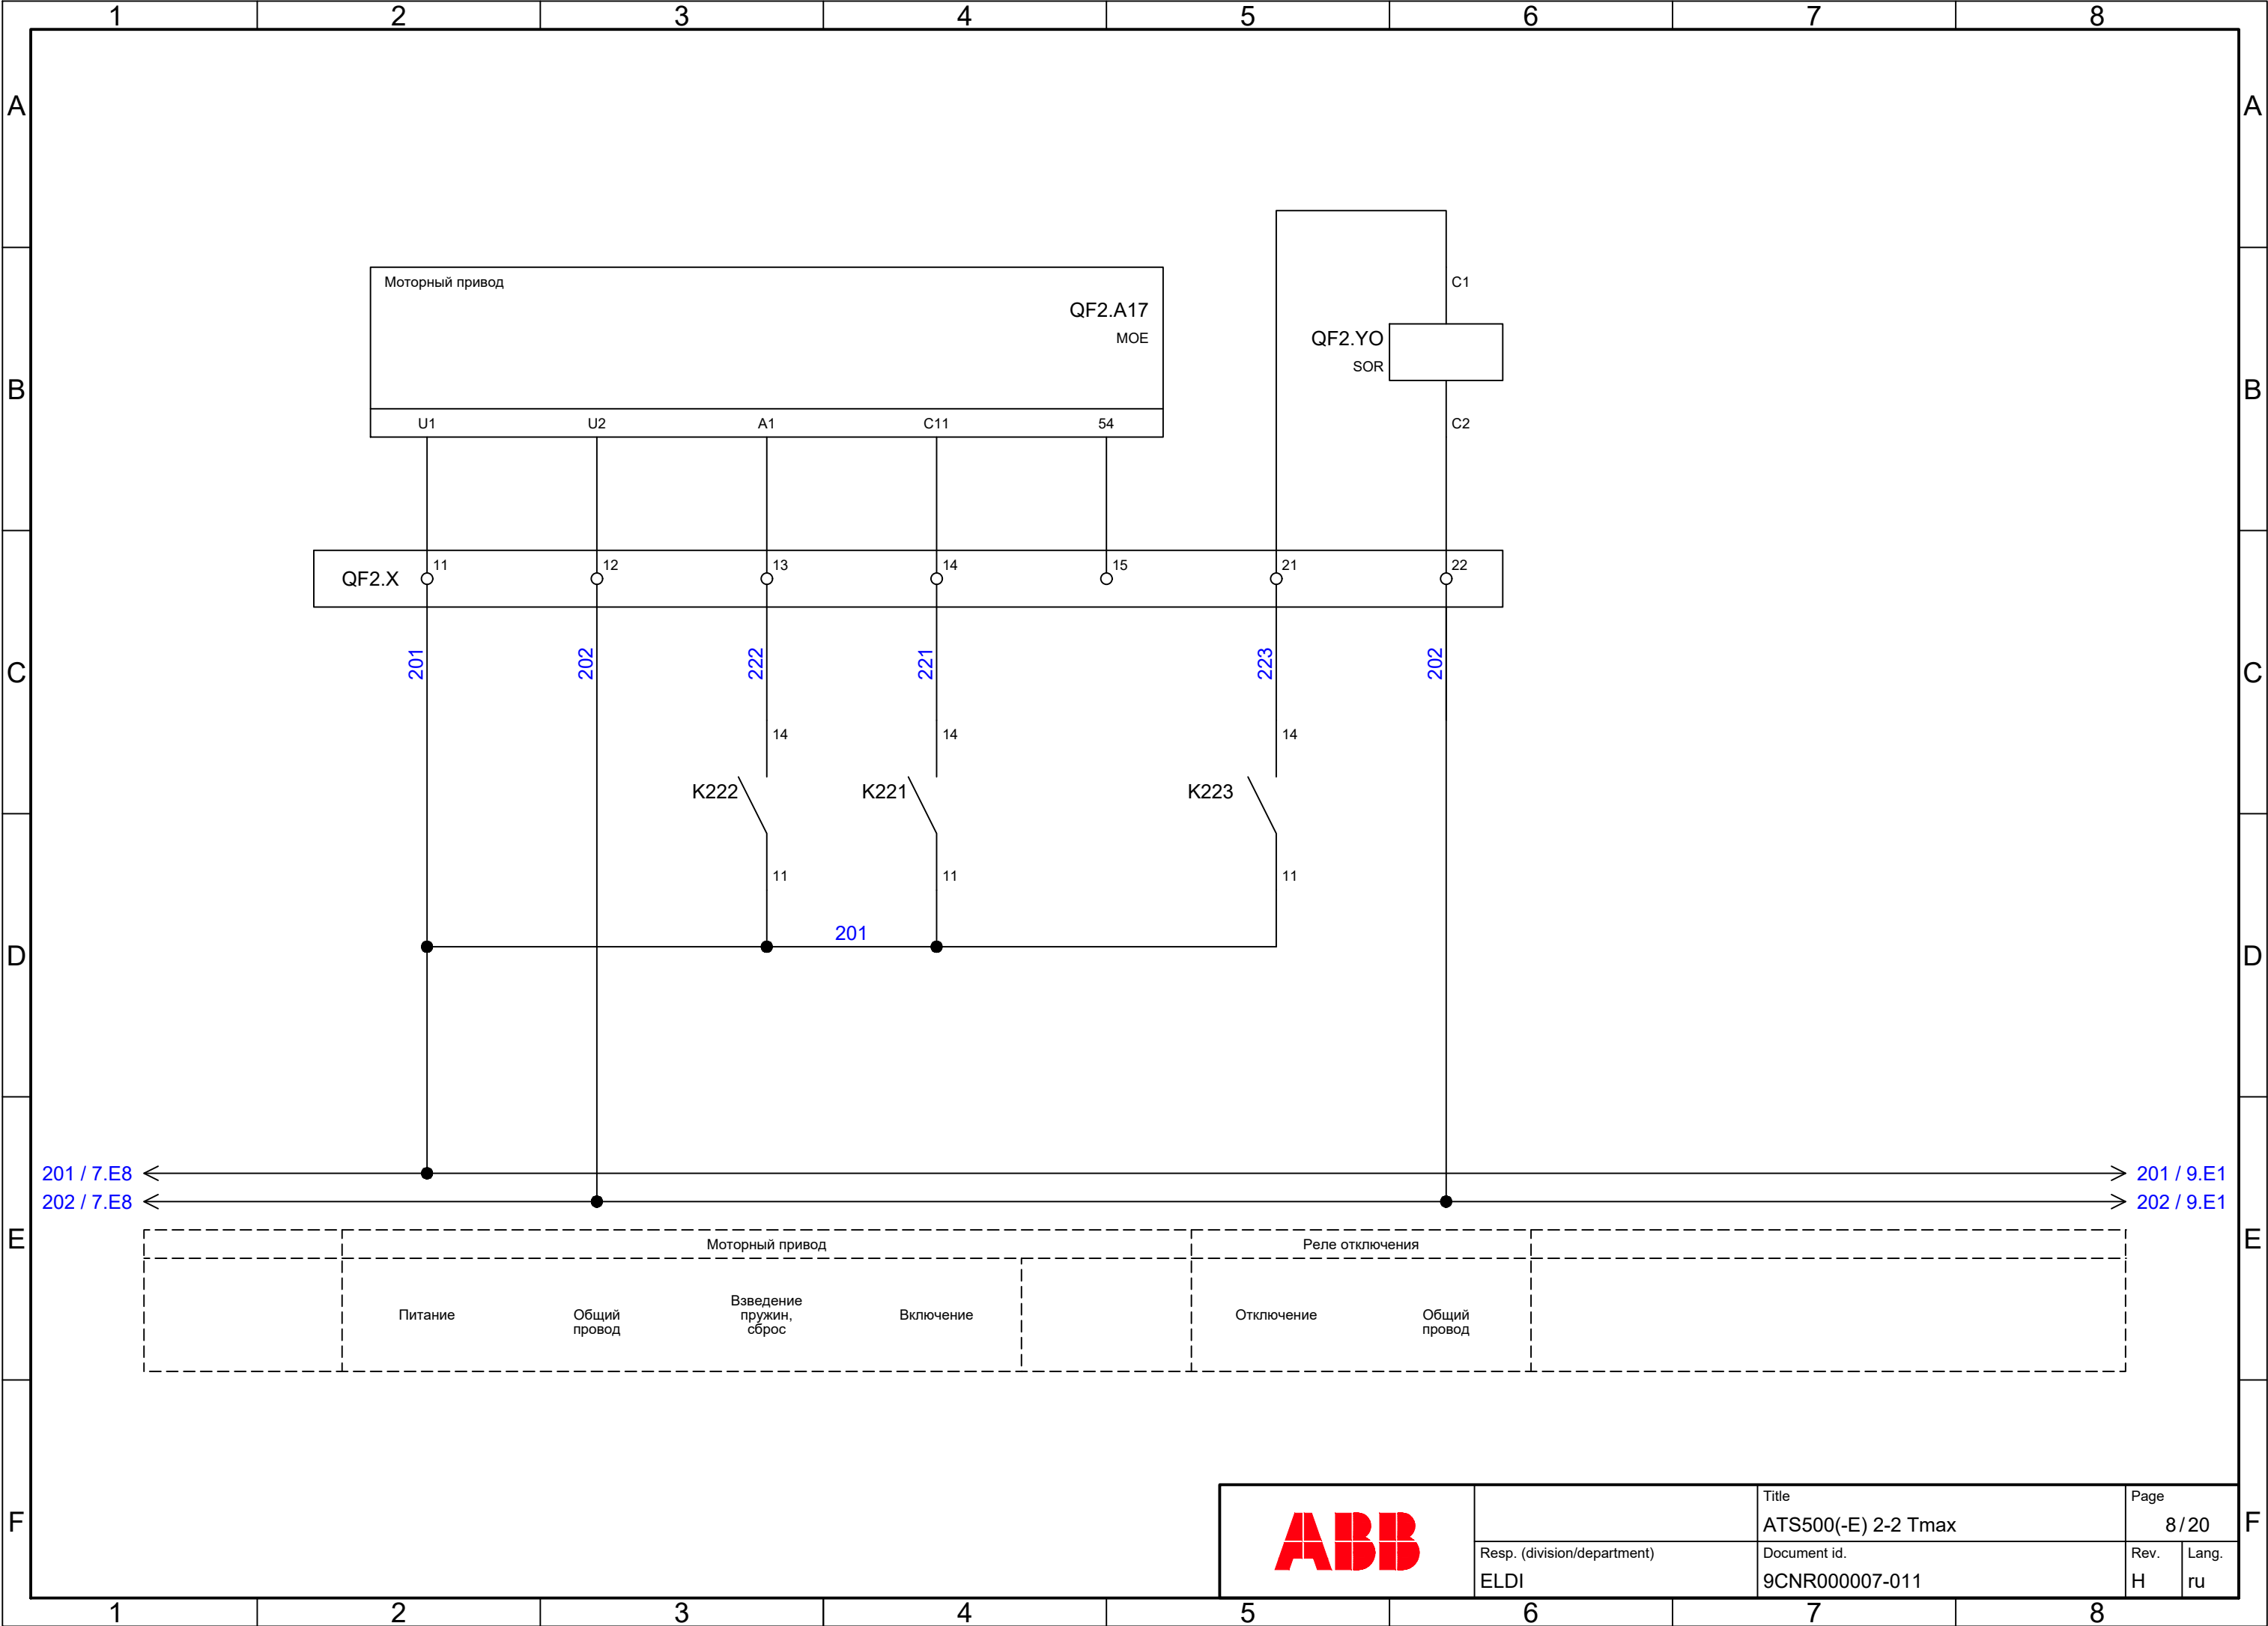 1 2 3 4 5 6 7 8
A A
Моторный привод
C1
QF2.A17
MOE
QF2.YO
SOR
B B
U1 U2 A1 C11 54 C2
11 12 13 14 15 21 22
QF2.X
201 202 222 221 223 202
C C
14 14 14
K222 K221 K223
11 11 11
201
D D
201 / 7.E8 201 / 9.E1
202 / 7.E8 202 / 9.E1
E E
Моторный привод Реле отключения
Питание
Общий
провод
Взведение
пружин,
сброс
Включение
Отключение
Общий
провод
F F
ABB
Title
ATS500(-E) 2-2 Tmax
Page
8/20
Resp. (division/department)
ELDI
Document id.
9CNR000007-011
Rev.
H
Lang.
ru
1 2 3 4 5 6 7 8